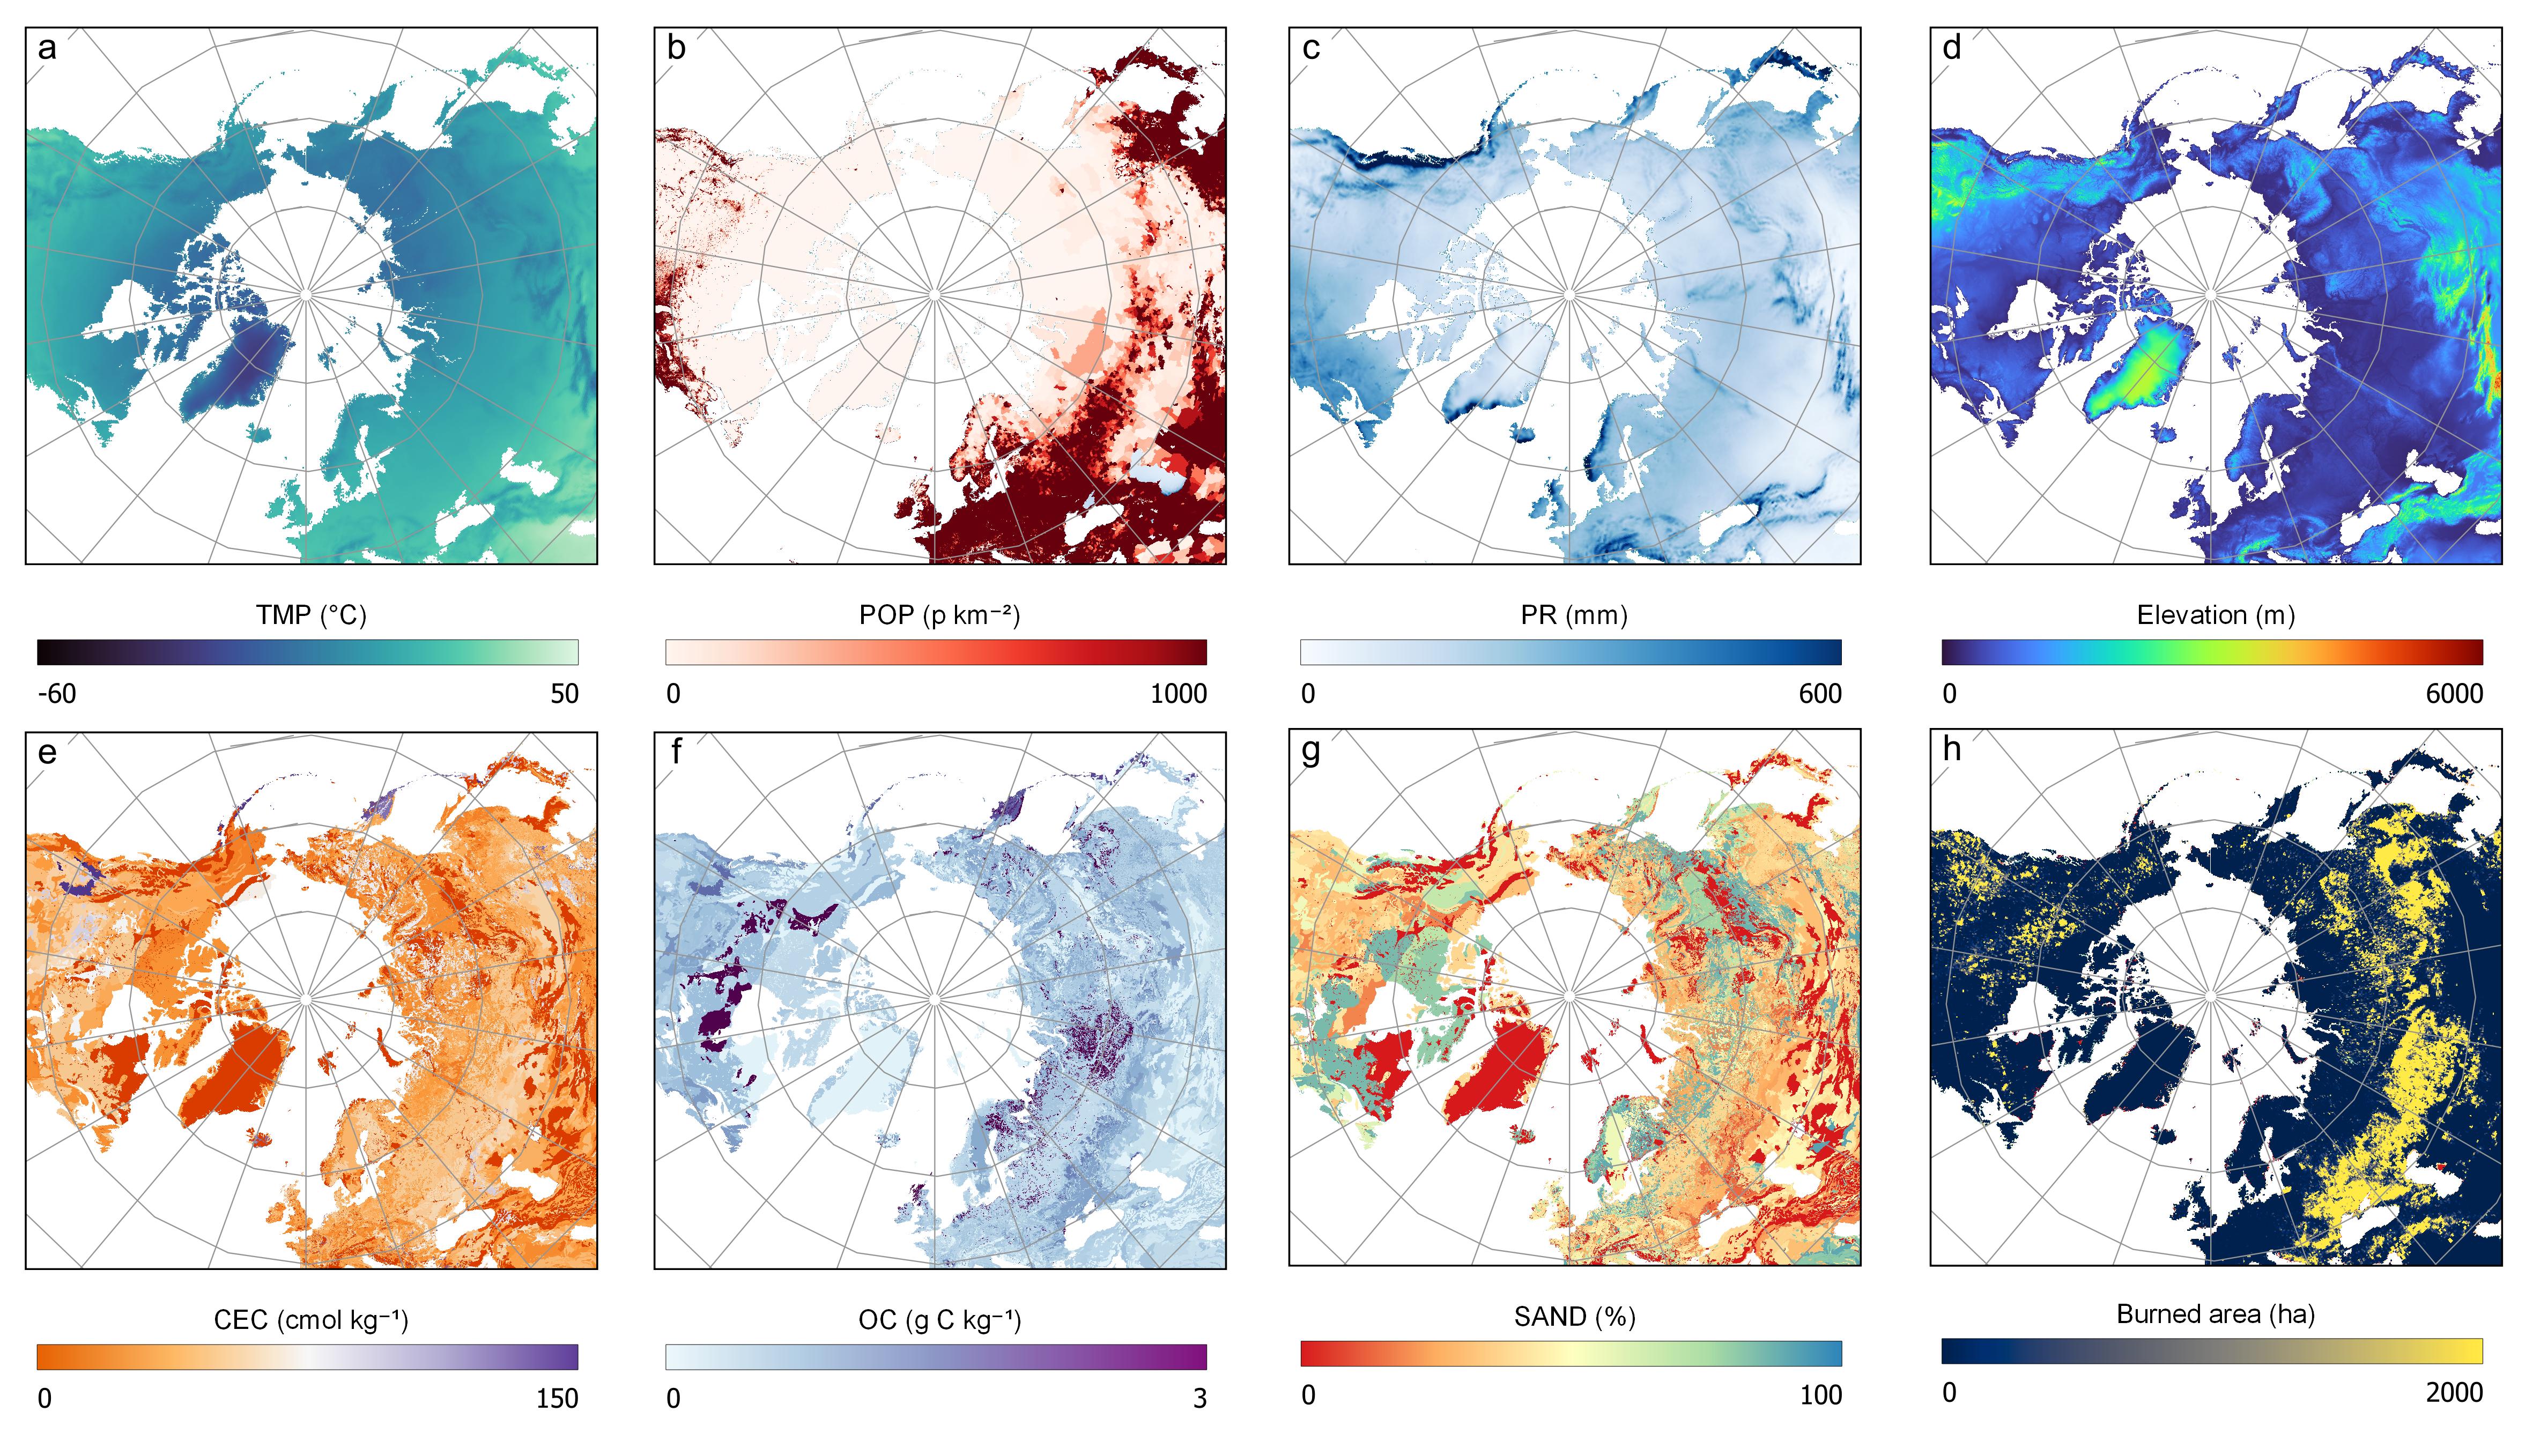 a
b
c
d
TMP (°C)
POP (p km⁻²)
PR (mm)
Elevation (m)
-60 50
0 1000
0 600
0 6000
e
f
g
h
CEC (cmol kg⁻¹)
OC (g C kg⁻¹)
SAND (%)
Burned area (ha)
0 150
0 3
0 100
0 2000